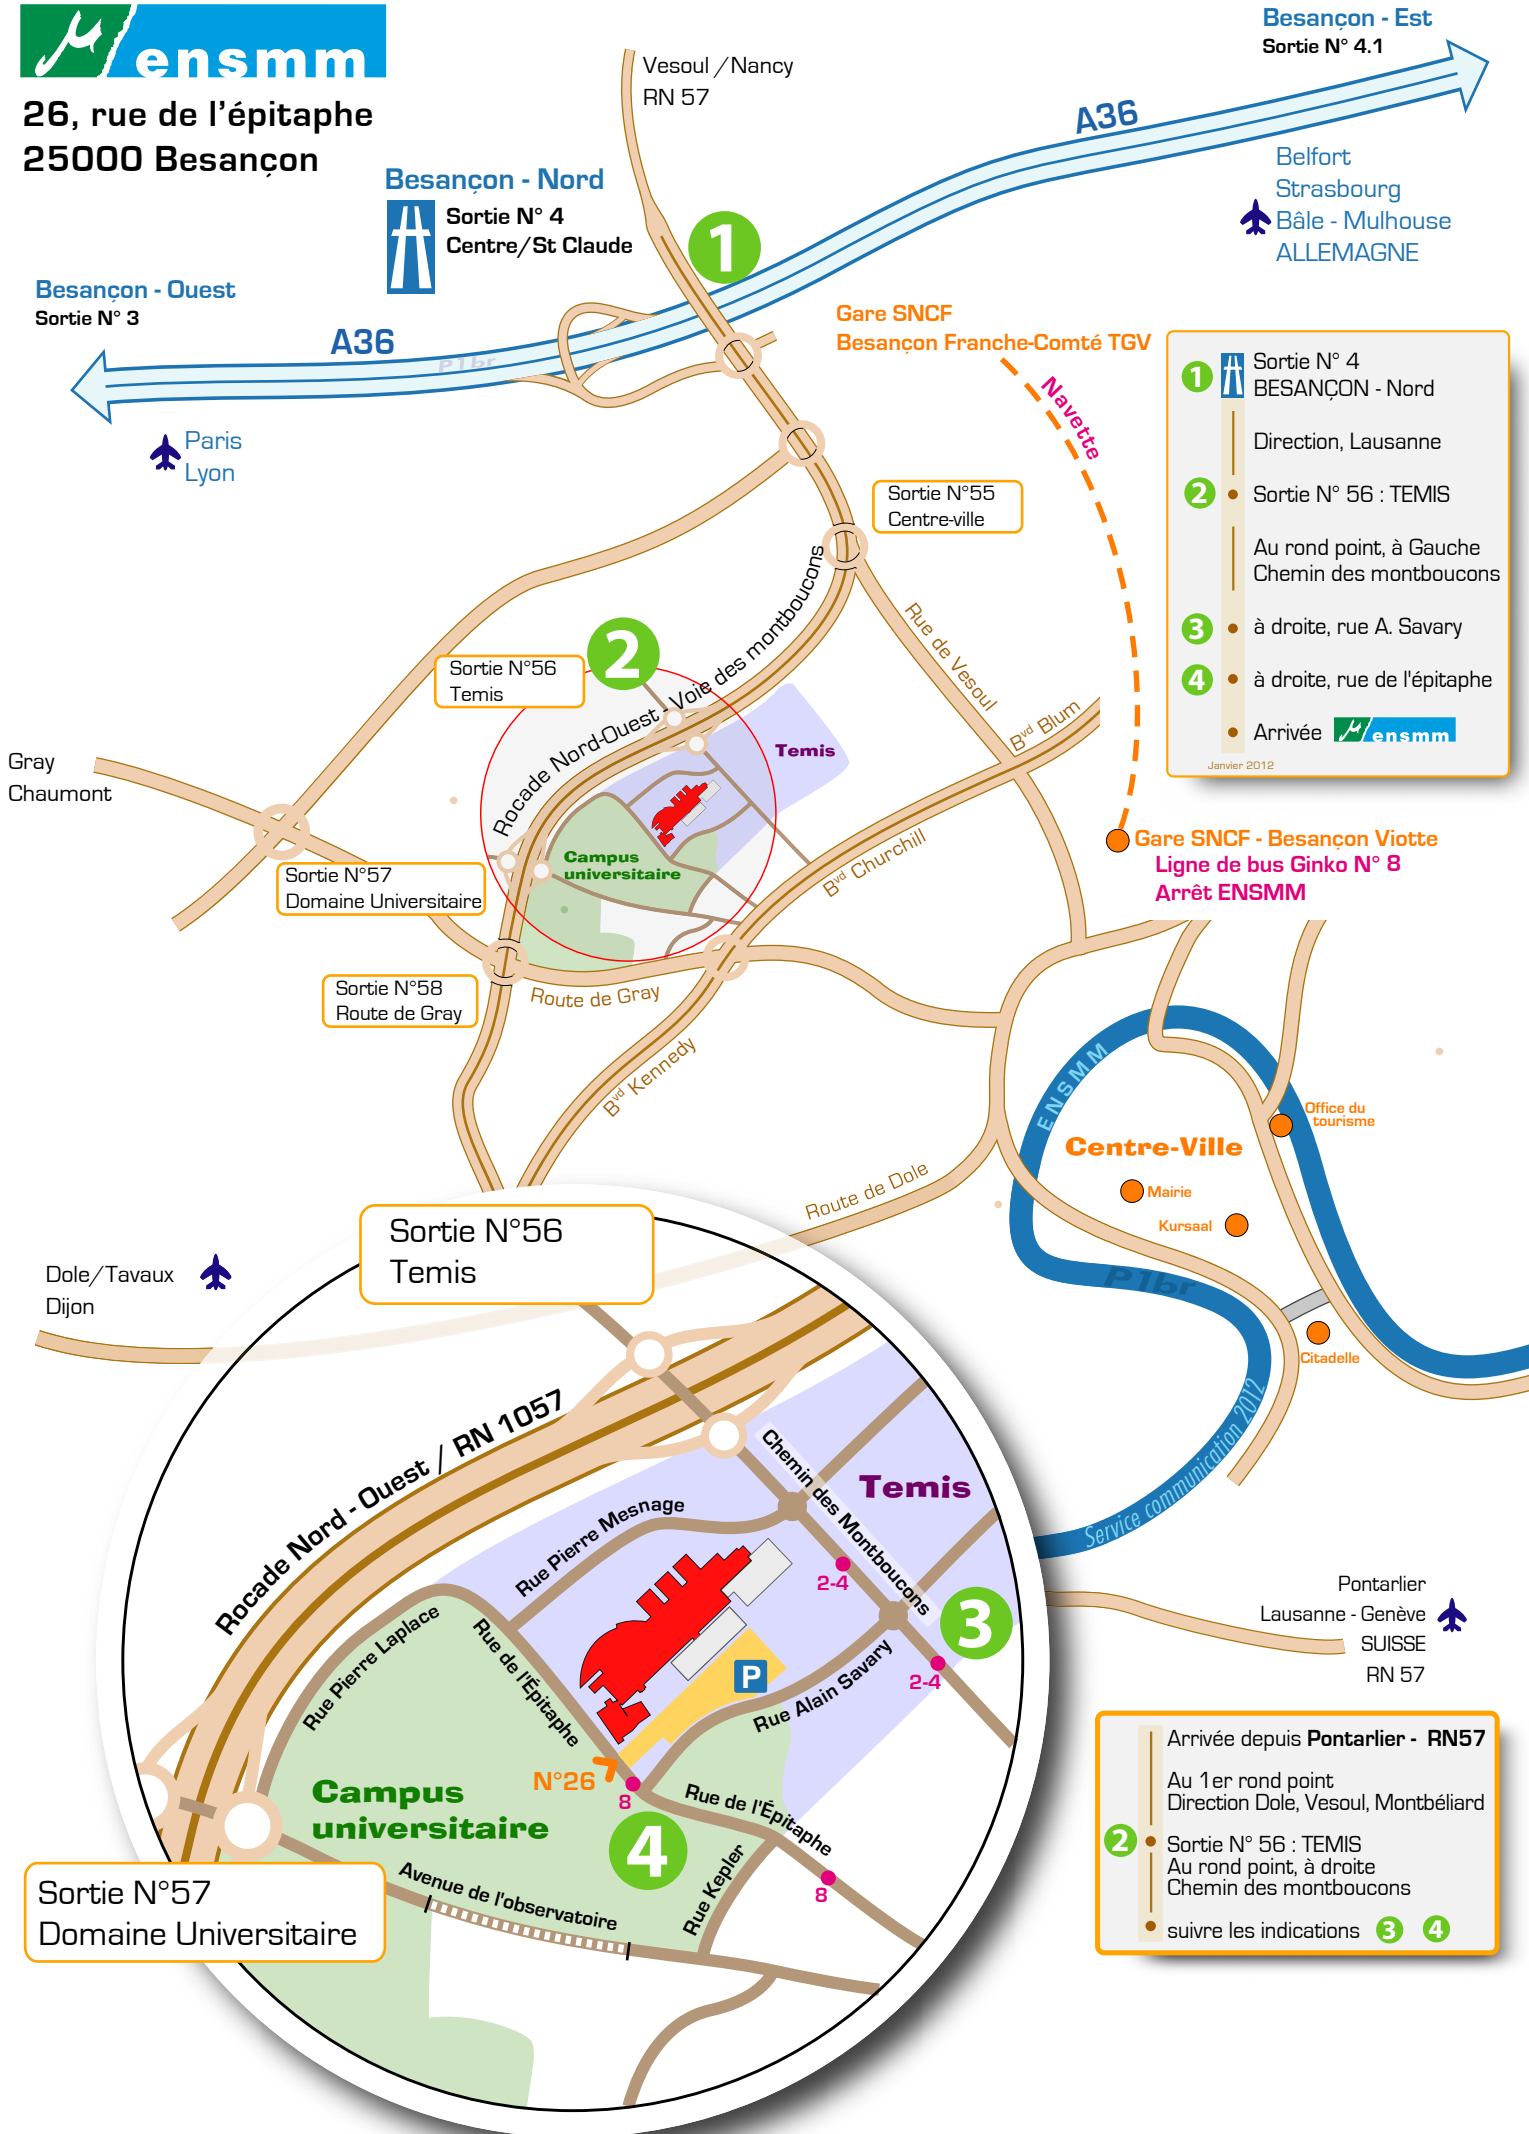 µ ensmm
26, rue de l'épitaphe
25000 Besançon
Vesoul /Nancy
RN 57
Besançon - Est
Sortie N° 4.1
A36
Belfort
Strasbourg
Bâle - Mulhouse
ALLEMAGNE
Besançon - Nord
Sortie N° 4
Centre/St Claude
1
Besançon - Ouest
Sortie N° 3
A36
P1br
Paris
Lyon
Gare SNCF
Besançon Franche-Comté TGV
Navette
1
Sortie N° 4
BESANÇON - Nord
Direction, Lausanne
2
Sortie N° 56 : TEMIS
Au rond point, à Gauche
Chemin des montboucons
3
à droite, rue A. Savary
4
à droite, rue de l'épitaphe
Arrivée µ ensmm
Janvier 2012
Sortie N°55
Centre-ville
2
Sortie N°56
Temis
Rocade Nord-Ouest - Voie des montboucons
Rue de Vesoul
Bvd Blum
Temis
Gray
Chaumont
Campus
universitaire
Bvd Churchill
Gare SNCF - Besançon Viotte
Ligne de bus Ginko N° 8
Arrêt ENSMM
Sortie N°57
Domaine Universitaire
Sortie N°58
Route de Gray
Route de Gray
Bvd Kennedy
ENSMM
Office du
tourisme
Centre-Ville
Mairie
Kursaal
Route de Dole
P1br
Citadelle
Service communication 2012
Dole/Tavaux
Dijon
Sortie N°56
Temis
Rocade Nord - Ouest / RN 1057
Chemin des Montboucons
Temis
Rue Pierre Mesnage
2-4
3
2-4
Rue Pierre Laplace
Rue de l'Épitaphe
P
Rue Alain Savary
N°26
8
4
Rue de l'Épitaphe
8
Rue Kepler
Campus
universitaire
Avenue de l'observatoire
Sortie N°57
Domaine Universitaire
Pontarlier
Lausanne - Genève
SUISSE
RN 57
Arrivée depuis Pontarlier - RN57
Au 1er rond point
Direction Dole, Vesoul, Montbéliard
2
Sortie N° 56 : TEMIS
Au rond point, à droite
Chemin des montboucons
suivre les indications 3 4